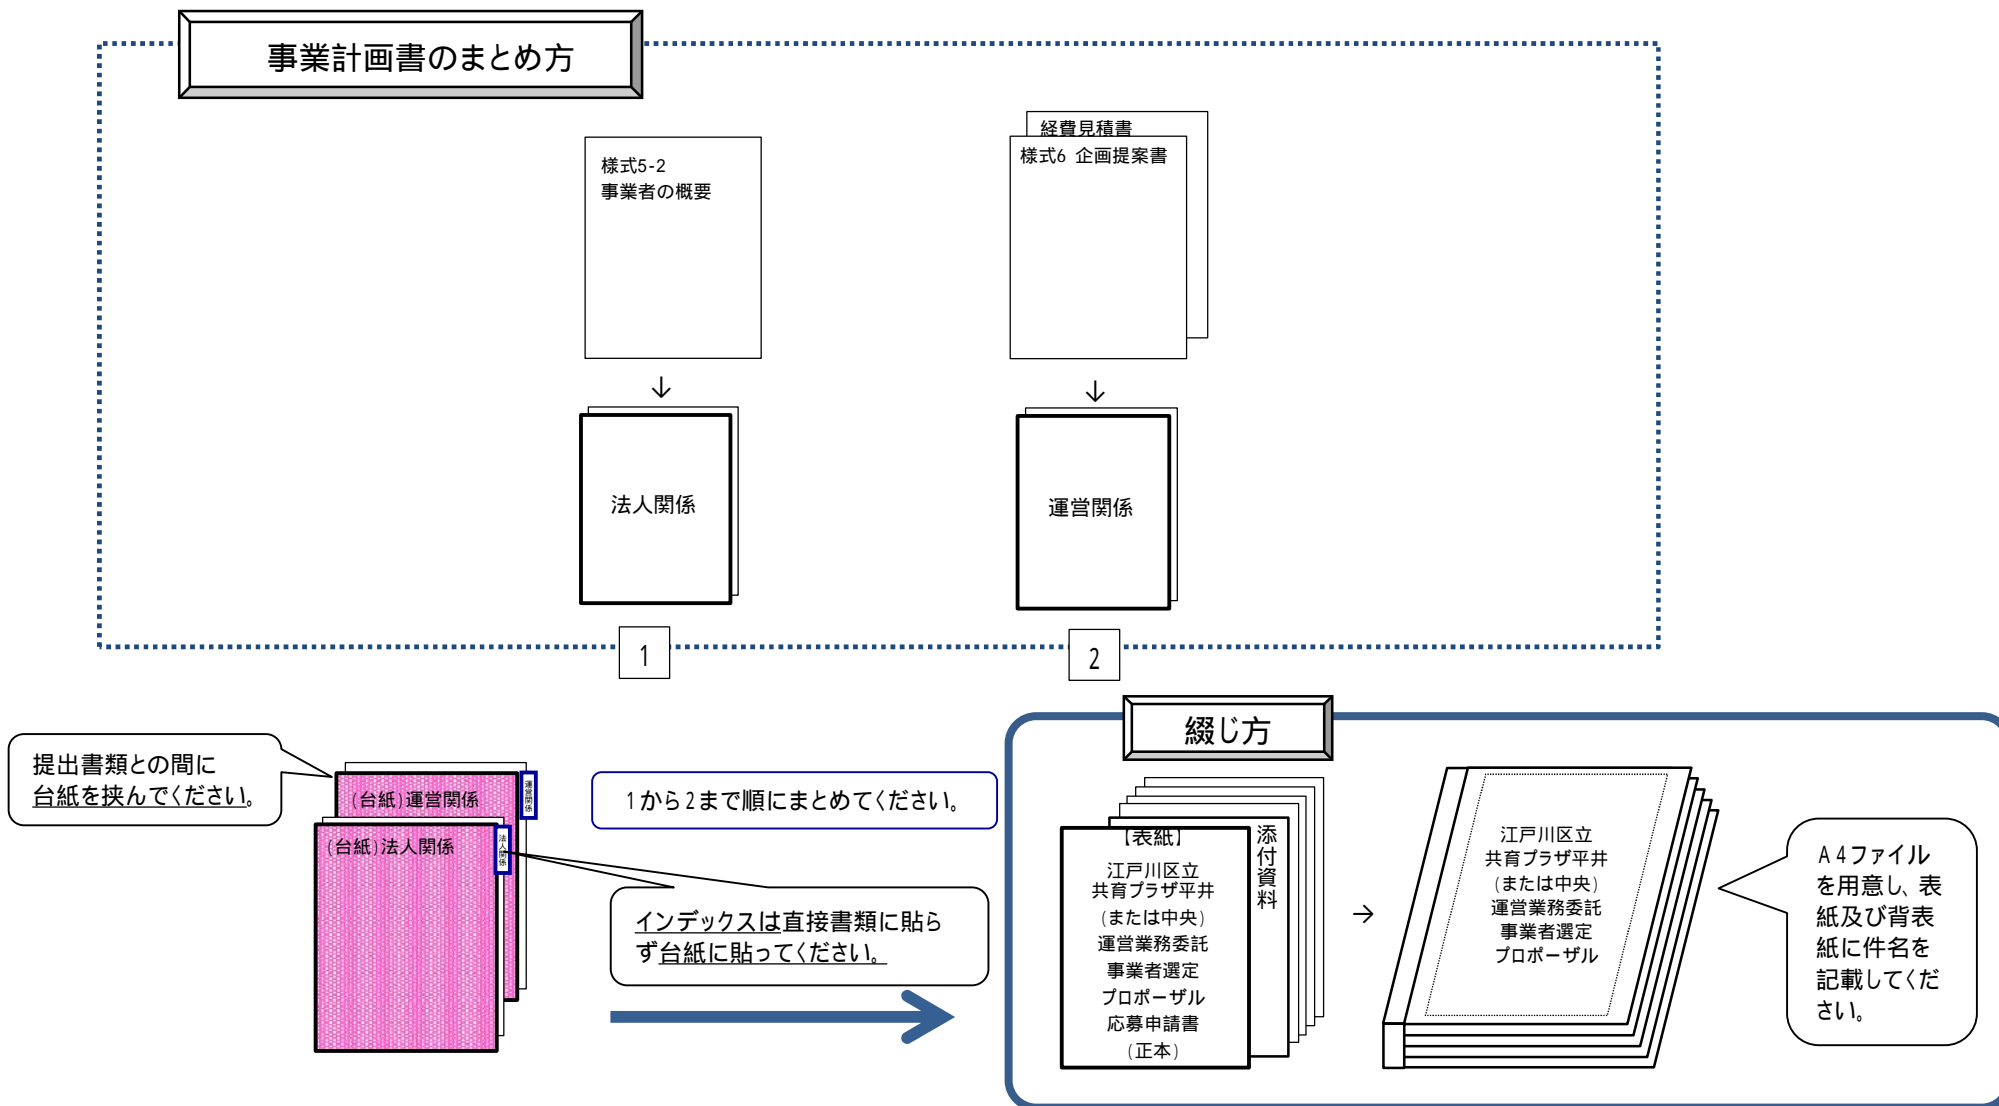 事業計画書のまとめ方
様式5-2
事業者の概要
経費見積書
様式6 企画提案書
↓
↓
法人関係
運営関係
1
2
提出書類との間に
台紙を挟んでください。
(台紙)運営関係
運営関係
(台紙)法人関係
法人関係
1から2まで順にまとめてください。
インデックスは直接書類に貼ら
ず台紙に貼ってください。
綴じ方
【表紙】
江戸川区立
共育プラザ平井
(または中央)
運営業務委託
事業者選定
プロポーザル
応募申請書
(正本)
添付資料
→
江戸川区立
共育プラザ平井
(または中央)
運営業務委託
事業者選定
プロポーザル
A4ファイル
を用意し、表
紙及び背表
紙に件名を
記載してくだ
さい。